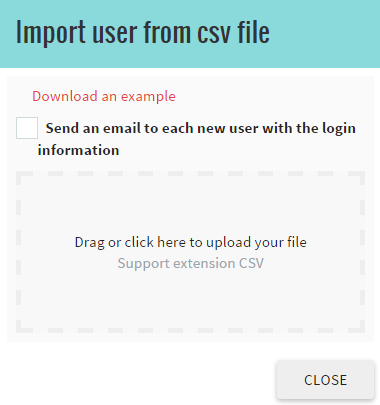 Import user from csv file
Download an example
Send an email to each new user with the login
information
Drag or click here to upload your file
Support extension CSV
CLOSE